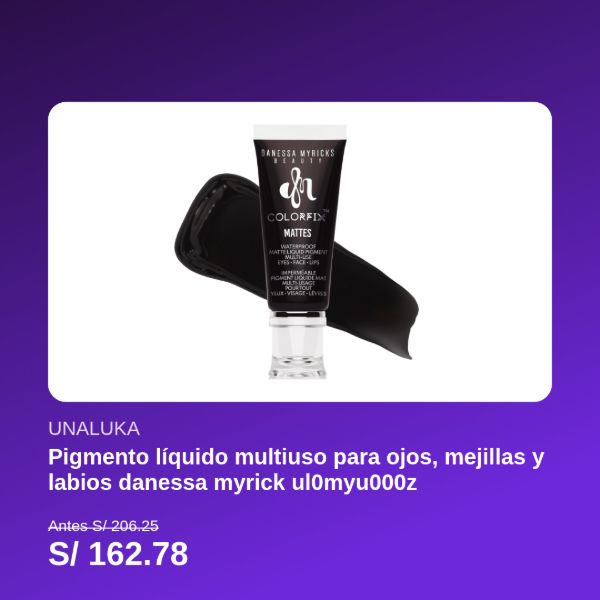 DANESSA MYRICKS
BEAUTY
COLORFIX™
MATTES
WATERPROOF
MATTE LIQUID PIGMENT
MULTI-USE
EYES • FACE • LIPS
IMPERMÉABLE
PIGMENT LIQUIDE MAT
MULTI-USAGE
POUR TOUT
YEUX • VISAGE • LÈVRES
UNALUKA
Pigmento líquido multiuso para ojos, mejillas y
labios danessa myrick ul0myu000z
Antes S/ 206.25
S/ 162.78